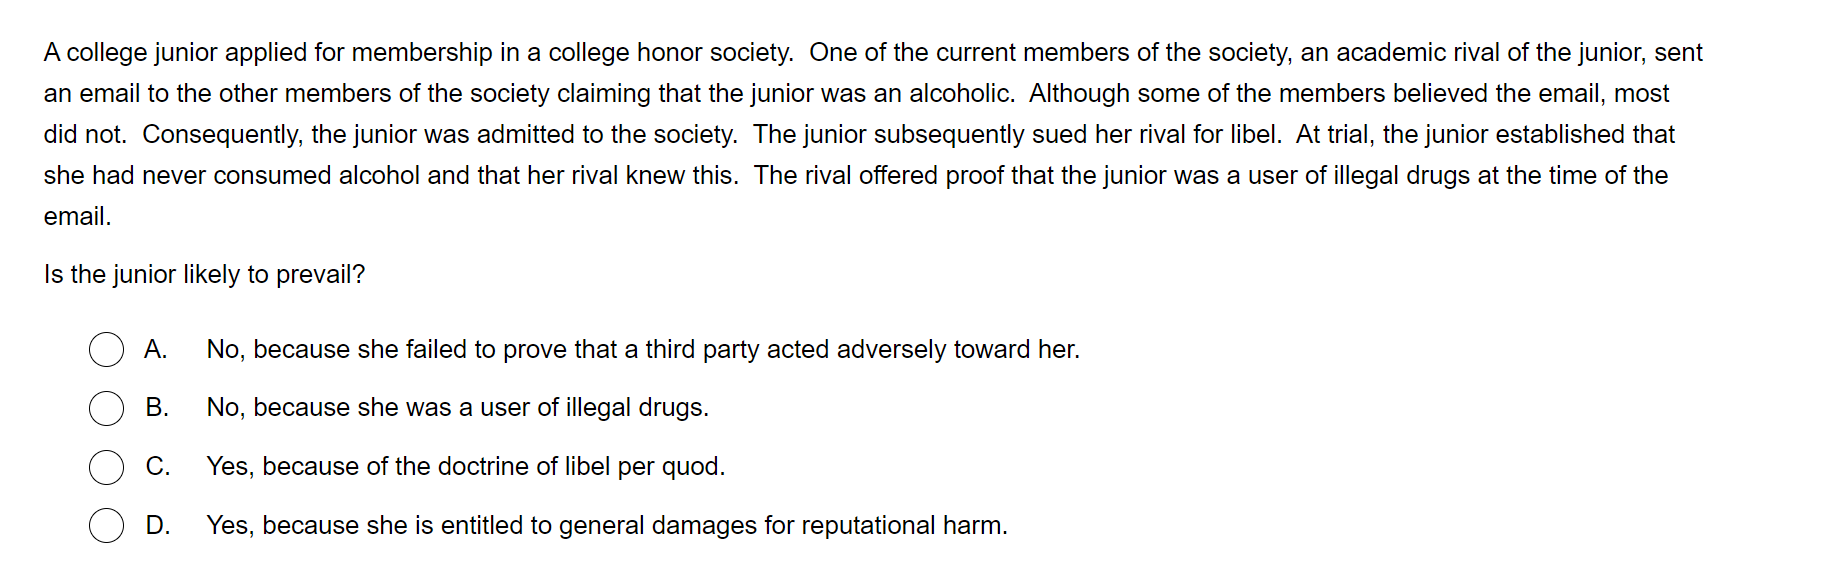 A college junior applied for membership in a college honor society.  One of the current members of the society, an academic rival of the junior, sent
an email to the other members of the society claiming that the junior was an alcoholic.  Although some of the members believed the email, most
did not.  Consequently, the junior was admitted to the society.  The junior subsequently sued her rival for libel.  At trial, the junior established that
she had never consumed alcohol and that her rival knew this.  The rival offered proof that the junior was a user of illegal drugs at the time of the
email.
Is the junior likely to prevail?
A. No, because she failed to prove that a third party acted adversely toward her.
B. No, because she was a user of illegal drugs.
C. Yes, because of the doctrine of libel per quod.
D. Yes, because she is entitled to general damages for reputational harm.